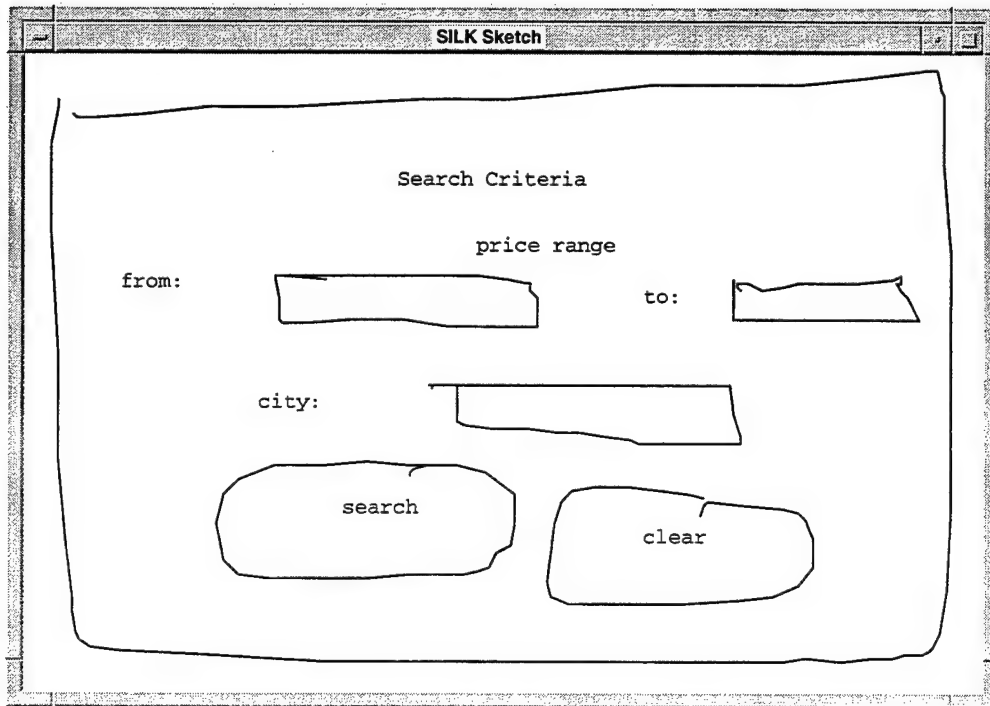 SILK Sketch
Search Criteria
price range
from:
to:
city:
search
clear